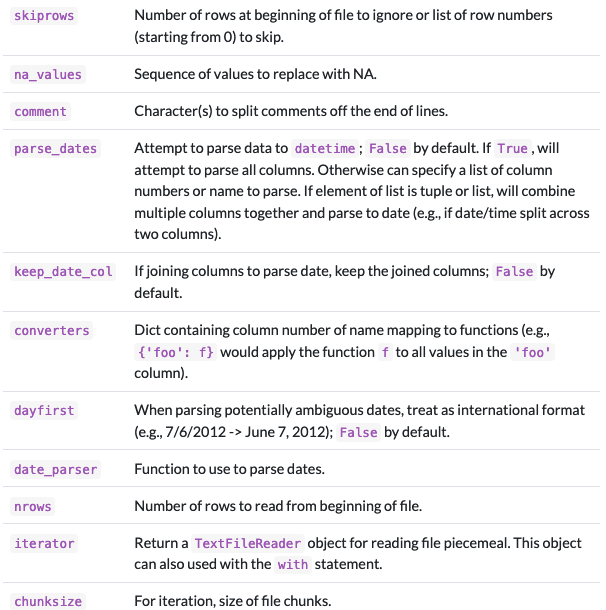 skiprows Number of rows at beginning of file to ignore or list of row numbers
(starting from 0) to skip.
na_values Sequence of values to replace with NA.
comment Character(s) to split comments off the end of lines.
parse_dates Attempt to parse data to datetime ; False by default. If True , will
attempt to parse all columns. Otherwise can specify a list of column
numbers or name to parse. If element of list is tuple or list, will combine
multiple columns together and parse to date (e.g., if date/time split across
two columns).
keep_date_col If joining columns to parse date, keep the joined columns; False by
default.
converters Dict containing column number of name mapping to functions (e.g.,
{'foo': f} would apply the function f to all values in the 'foo'
column).
dayfirst When parsing potentially ambiguous dates, treat as international format
(e.g., 7/6/2012 -> June 7, 2012); False by default.
date_parser Function to use to parse dates.
nrows Number of rows to read from beginning of file.
iterator Return a TextFileReader object for reading file piecemeal. This object
can also used with the with statement.
chunksize For iteration, size of file chunks.